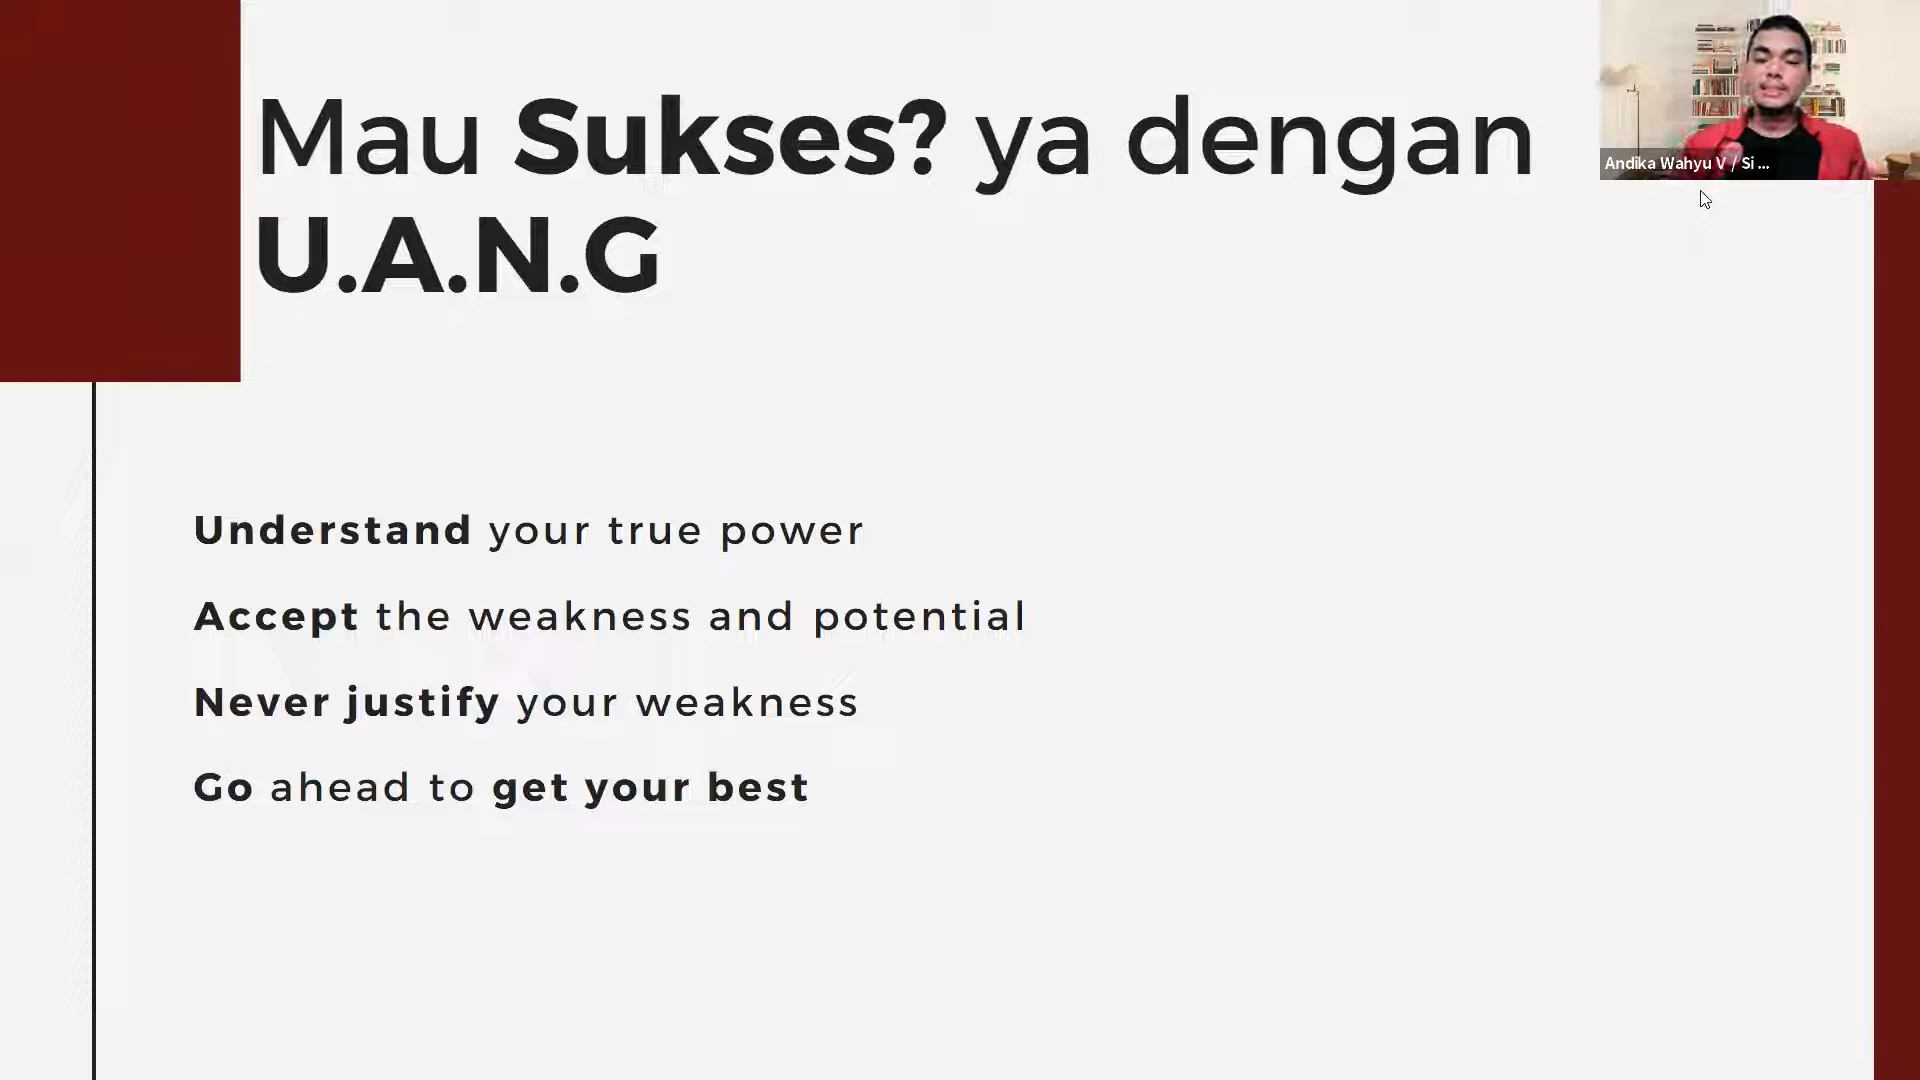 Mau Sukses? ya dengan
U.A.N.G
Andika Wahyu V / Si ...
Understand your true power
Accept the weakness and potential
Never justify your weakness
Go ahead to get your best